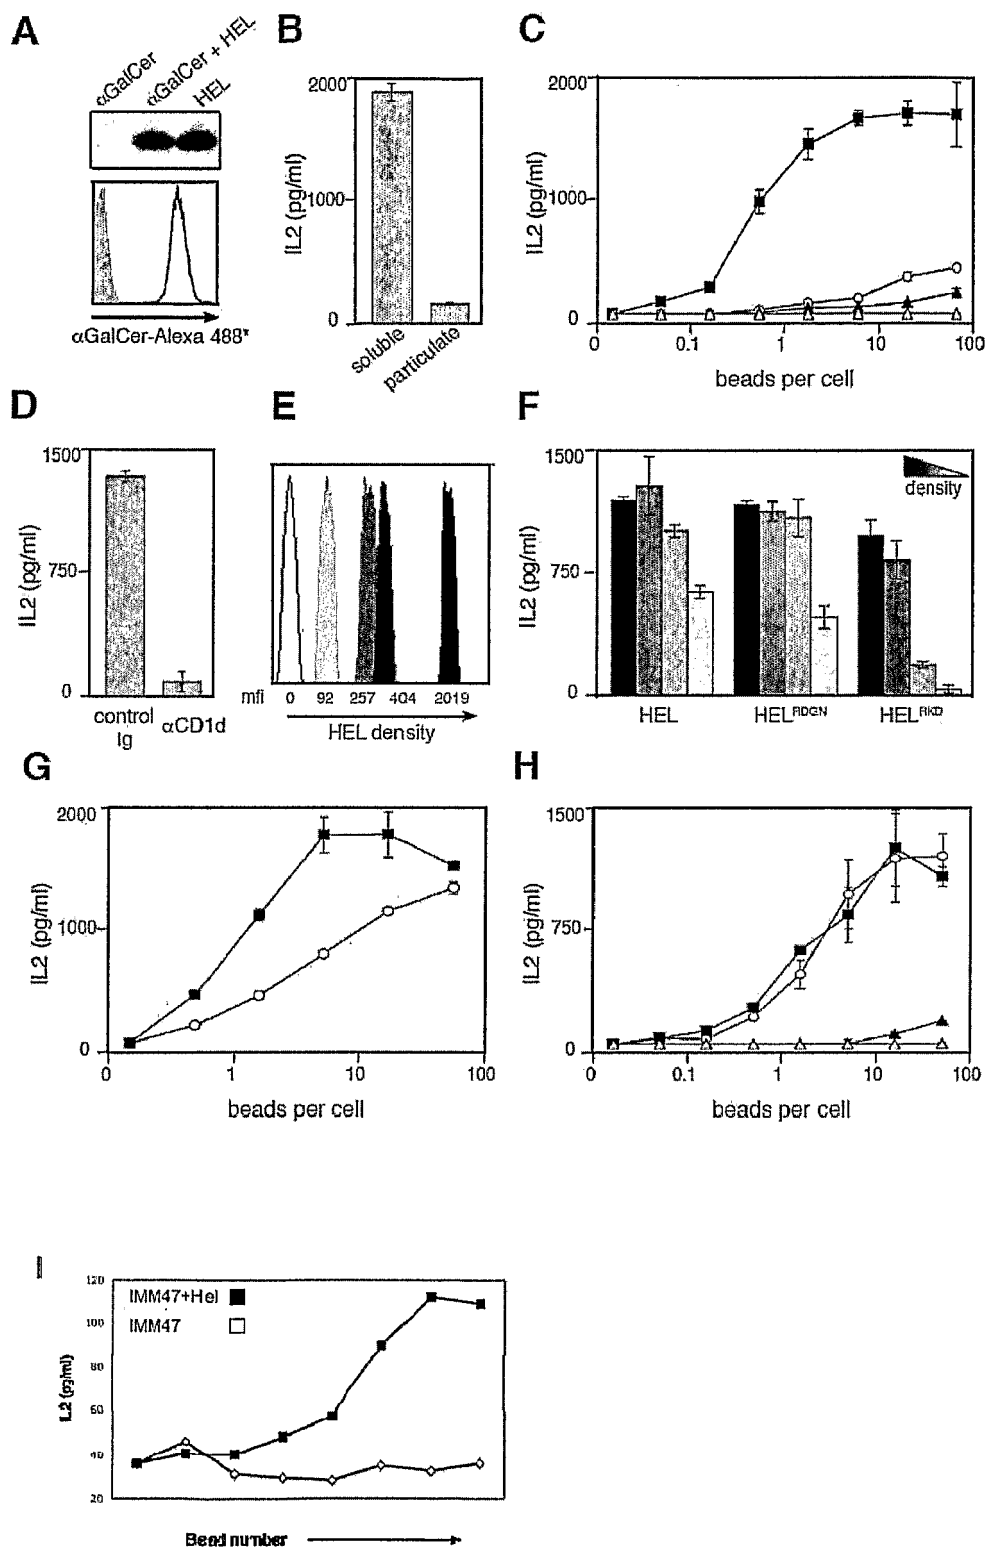 A
αGalCer
αGalCer + HEL
HEL
αGalCer-Alexa 488*
B
2000
1000
0
IL2 (pg/ml)
soluble
particulate
C
2000
1000
0
IL2 (pg/ml)
0 0.1 1 10 100
beads per cell
D
1500
750
0
IL2 (pg/ml)
control Ig
αCD1d
E
mfi 0 92 257 404 2019
HEL density
F
1500
750
0
IL2 (pg/ml)
density
HEL HELRDGN HELRKD
G
2000
1000
0
IL2 (pg/ml)
0 1 10 100
beads per cell
H
1500
750
0
IL2 (pg/ml)
0 0.1 1 10 100
beads per cell
I
120
100
80
60
40
20
IL2 (pg/ml)
IMM47+Hel
IMM47
Bead number